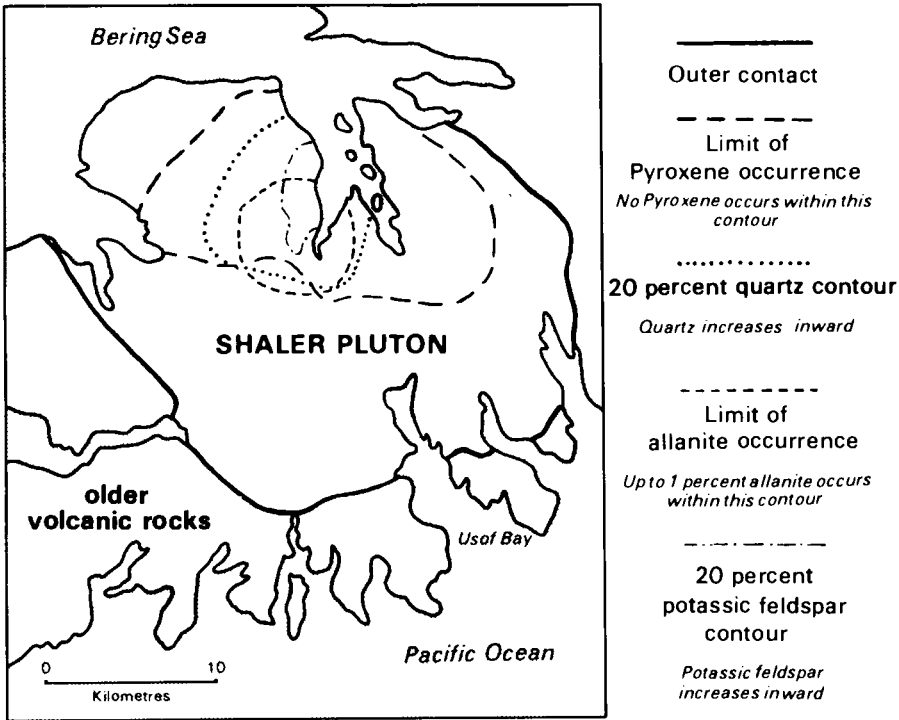 Bering Sea
SHALER PLUTON
older
volcanic rocks
Usof Bay
Pacific Ocean
0 10
Kilometres
Outer contact
Limit of
Pyroxene occurrence
No Pyroxene occurs within this
contour
20 percent quartz contour
Quartz increases inward
Limit of
allanite occurrence
Up to 1 percent allanite occurs
within this contour
20 percent
potassic feldspar
contour
Potassic feldspar
increases inward